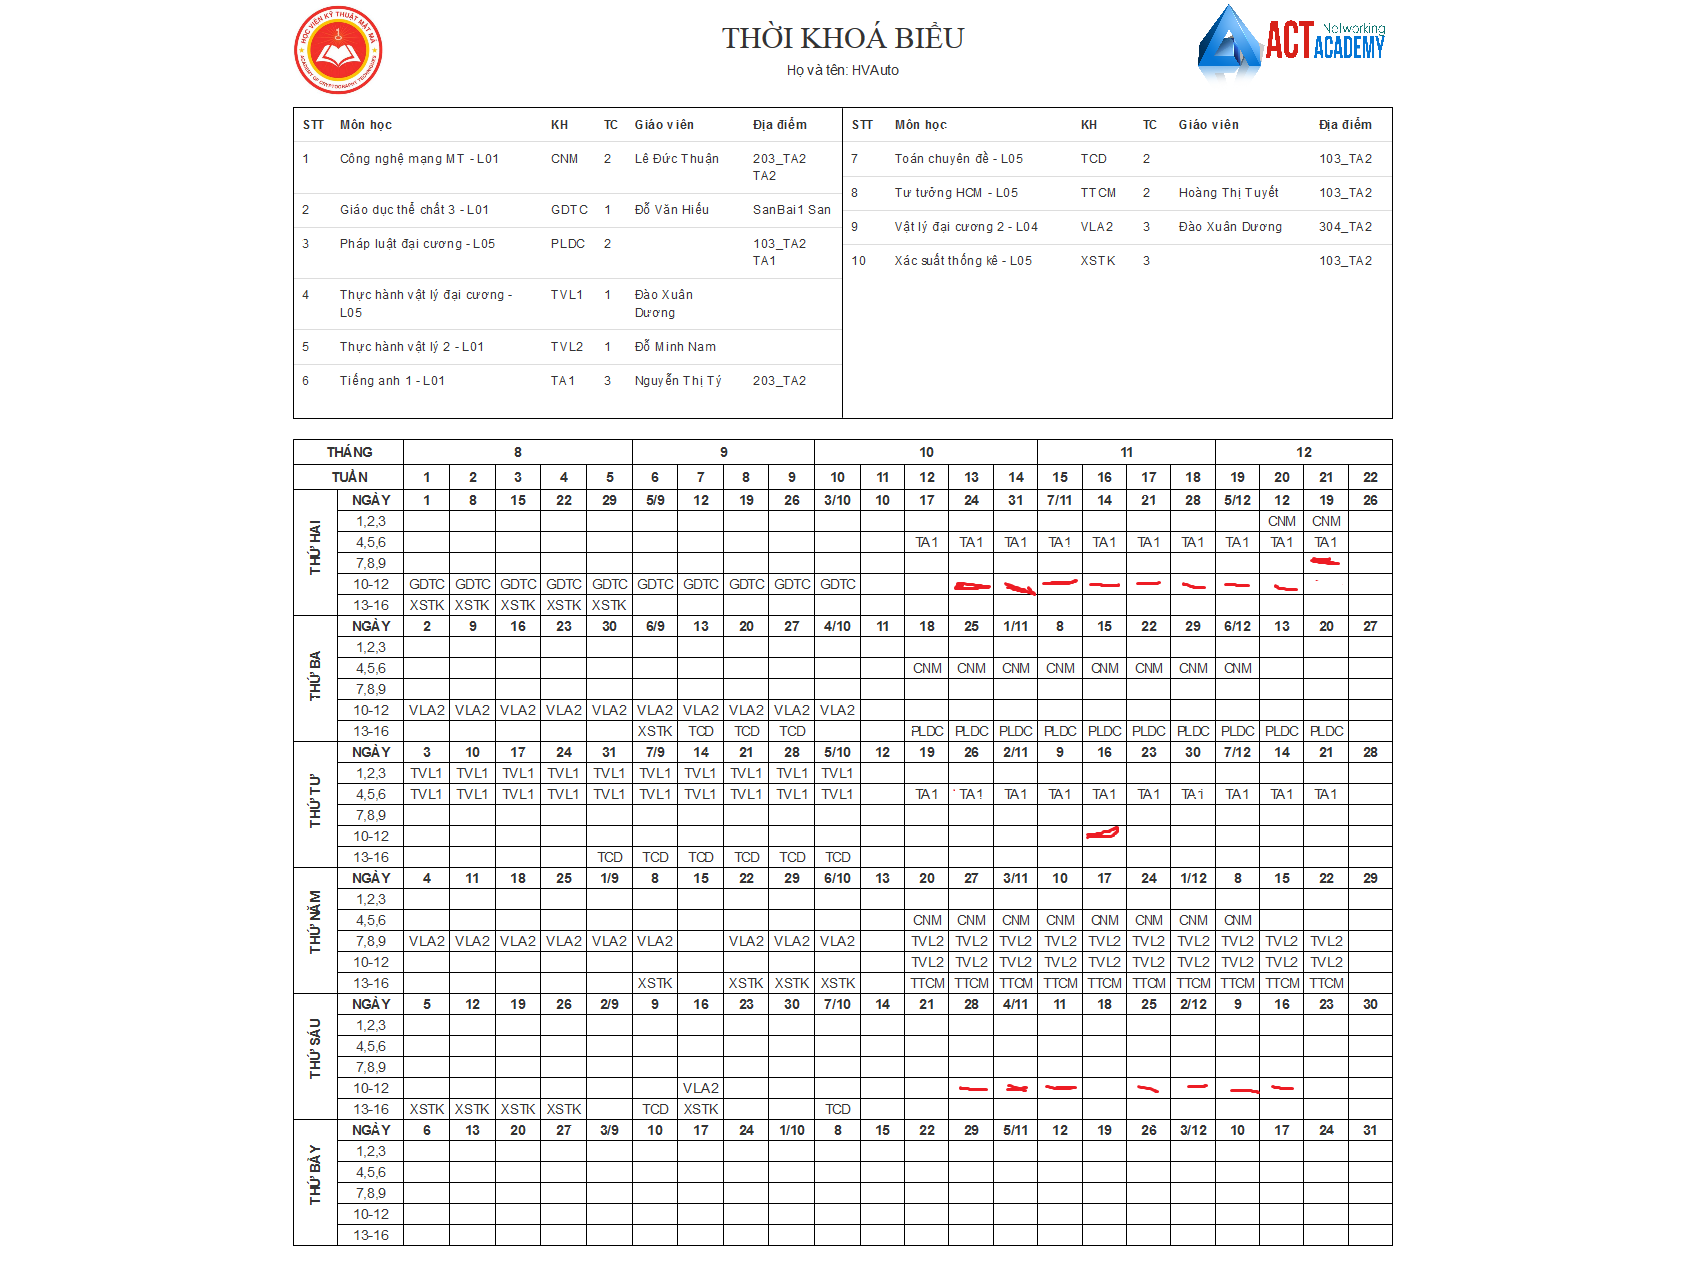 HỌC VIỆN KỸ THUẬT MẬT MÃ
ACADEMY OF CRYPTOGRAPHY TECHNIQUES
THỜI KHOÁ BIỂU
Họ và tên: HVAuto
ACT Networking ACADEMY
STT Môn học KH TC Giáo viên Địa điểm
1 Công nghệ mạng MT - L01 CNM 2 Lê Đức Thuận 203_TA2
TA2
2 Giáo dục thể chất 3 - L01 GDTC 1 Đỗ Văn Hiếu SanBai1 San
3 Pháp luật đại cương - L05 PLDC 2 103_TA2
TA1
4 Thực hành vật lý đại cương - TVL1 1 Đào Xuân
L05 Dương
5 Thực hành vật lý 2 - L01 TVL2 1 Đỗ Minh Nam
6 Tiếng anh 1 - L01 TA1 3 Nguyễn Thị Tý 203_TA2
STT Môn học KH TC Giáo viên Địa điểm
7 Toán chuyên đề - L05 TCD 2 103_TA2
8 Tư tưởng HCM - L05 TTCM 2 Hoàng Thị Tuyết 103_TA2
9 Vật lý đại cương 2 - L04 VLA2 3 Đào Xuân Dương 304_TA2
10 Xác suất thống kê - L05 XSTK 3 103_TA2
THÁNG 8 9 10 11 12
TUẦN 1 2 3 4 5 6 7 8 9 10 11 12 13 14 15 16 17 18 19 20 21 22
THỨ HAI
NGÀY 1 8 15 22 29 5/9 12 19 26 3/10 10 17 24 31 7/11 14 21 28 5/12 12 19 26
1,2,3 CNM CNM
4,5,6 TA1 TA1 TA1 TA1 TA1 TA1 TA1 TA1 TA1 TA1
7,8,9
10-12 GDTC GDTC GDTC GDTC GDTC GDTC GDTC GDTC GDTC GDTC
13-16 XSTK XSTK XSTK XSTK XSTK
THỨ BA
NGÀY 2 9 16 23 30 6/9 13 20 27 4/10 11 18 25 1/11 8 15 22 29 6/12 13 20 27
1,2,3
4,5,6 CNM CNM CNM CNM CNM CNM CNM CNM
7,8,9
10-12 VLA2 VLA2 VLA2 VLA2 VLA2 VLA2 VLA2 VLA2 VLA2 VLA2
13-16 XSTK TCD TCD TCD PLDC PLDC PLDC PLDC PLDC PLDC PLDC PLDC PLDC PLDC
THỨ TƯ
NGÀY 3 10 17 24 31 7/9 14 21 28 5/10 12 19 26 2/11 9 16 23 30 7/12 14 21 28
1,2,3 TVL1 TVL1 TVL1 TVL1 TVL1 TVL1 TVL1 TVL1 TVL1 TVL1
4,5,6 TVL1 TVL1 TVL1 TVL1 TVL1 TVL1 TVL1 TVL1 TVL1 TVL1 TA1 TA1 TA1 TA1 TA1 TA1 TA1 TA1 TA1 TA1
7,8,9
10-12
13-16 TCD TCD TCD TCD TCD TCD
THỨ NĂM
NGÀY 4 11 18 25 1/9 8 15 22 29 6/10 13 20 27 3/11 10 17 24 1/12 8 15 22 29
1,2,3
4,5,6 CNM CNM CNM CNM CNM CNM CNM CNM
7,8,9 VLA2 VLA2 VLA2 VLA2 VLA2 VLA2 VLA2 VLA2 VLA2 TVL2 TVL2 TVL2 TVL2 TVL2 TVL2 TVL2 TVL2 TVL2 TVL2
10-12 TVL2 TVL2 TVL2 TVL2 TVL2 TVL2 TVL2 TVL2 TVL2 TVL2
13-16 XSTK XSTK XSTK XSTK TTCM TTCM TTCM TTCM TTCM TTCM TTCM TTCM TTCM TTCM
THỨ SÁU
NGÀY 5 12 19 26 2/9 9 16 23 30 7/10 14 21 28 4/11 11 18 25 2/12 9 16 23 30
1,2,3
4,5,6
7,8,9
10-12 VLA2
13-16 XSTK XSTK XSTK XSTK TCD XSTK TCD
THỨ BẢY
NGÀY 6 13 20 27 3/9 10 17 24 1/10 8 15 22 29 5/11 12 19 26 3/12 10 17 24 31
1,2,3
4,5,6
7,8,9
10-12
13-16